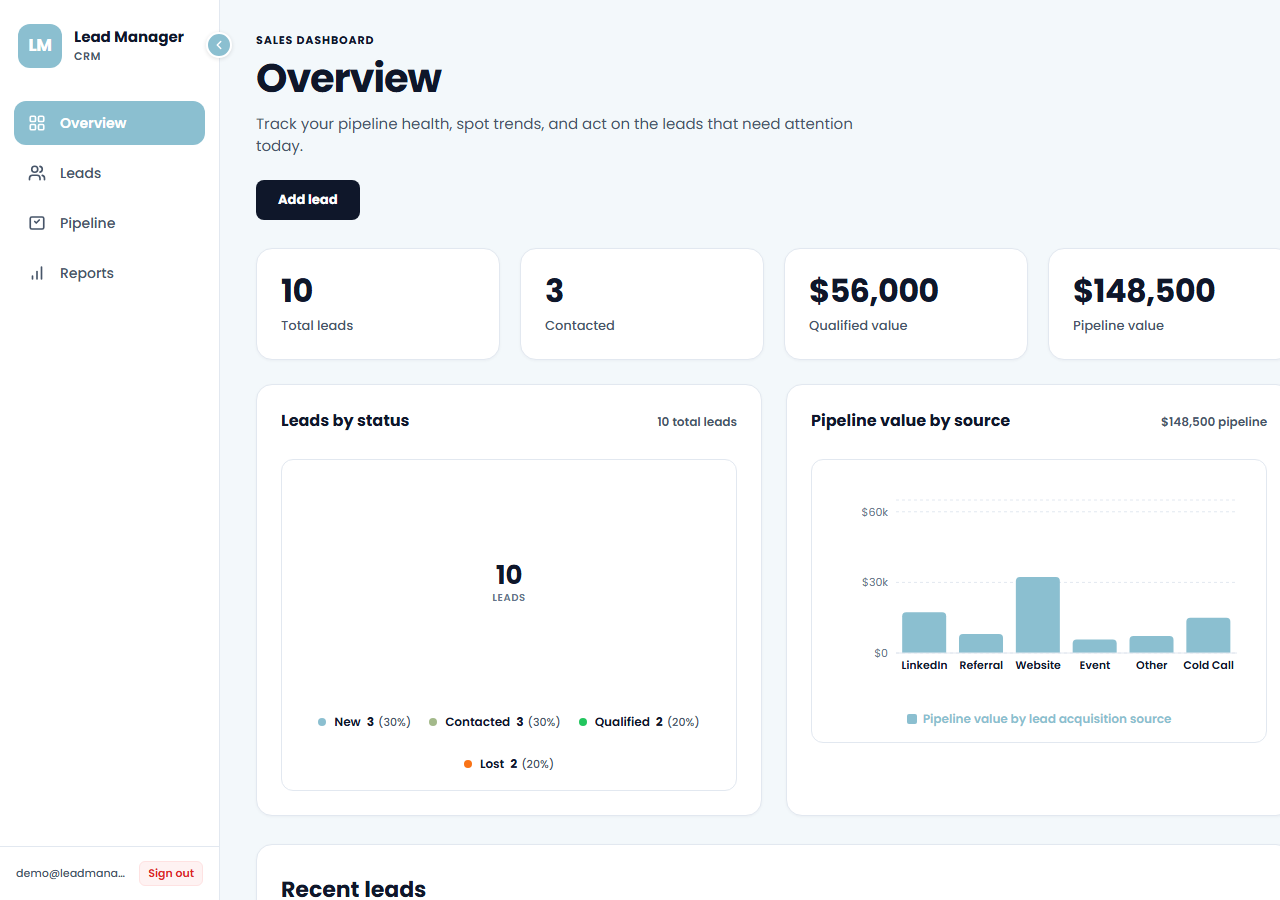 LM
Lead Manager
CRM
Overview
Leads
Pipeline
Reports
demo@leadmana...
Sign out
SALES DASHBOARD
Overview
Track your pipeline health, spot trends, and act on the leads that need attention
today.
Add lead
10
Total leads
3
Contacted
$56,000
Qualified value
$148,500
Pipeline value
Leads by status
10 total leads
10
LEADS
New 3 (30%)
Contacted 3 (30%)
Qualified 2 (20%)
Lost 2 (20%)
Pipeline value by source
$148,500 pipeline
$60k
$30k
$0
LinkedIn
Referral
Website
Event
Other
Cold Call
Pipeline value by lead acquisition source
Recent leads